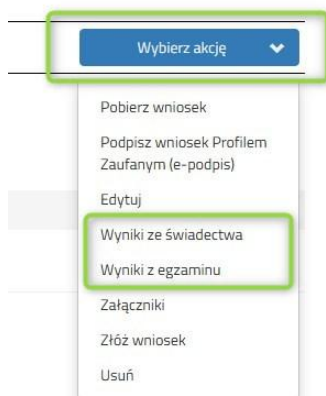 Wybierz akcję
Pobierz wniosek
Podpisz wniosek Profilem
Zaufanym (e-podpis)
Edytuj
Wyniki ze świadectwa
Wyniki z egzaminu
Załączniki
Złóż wniosek
Usuń